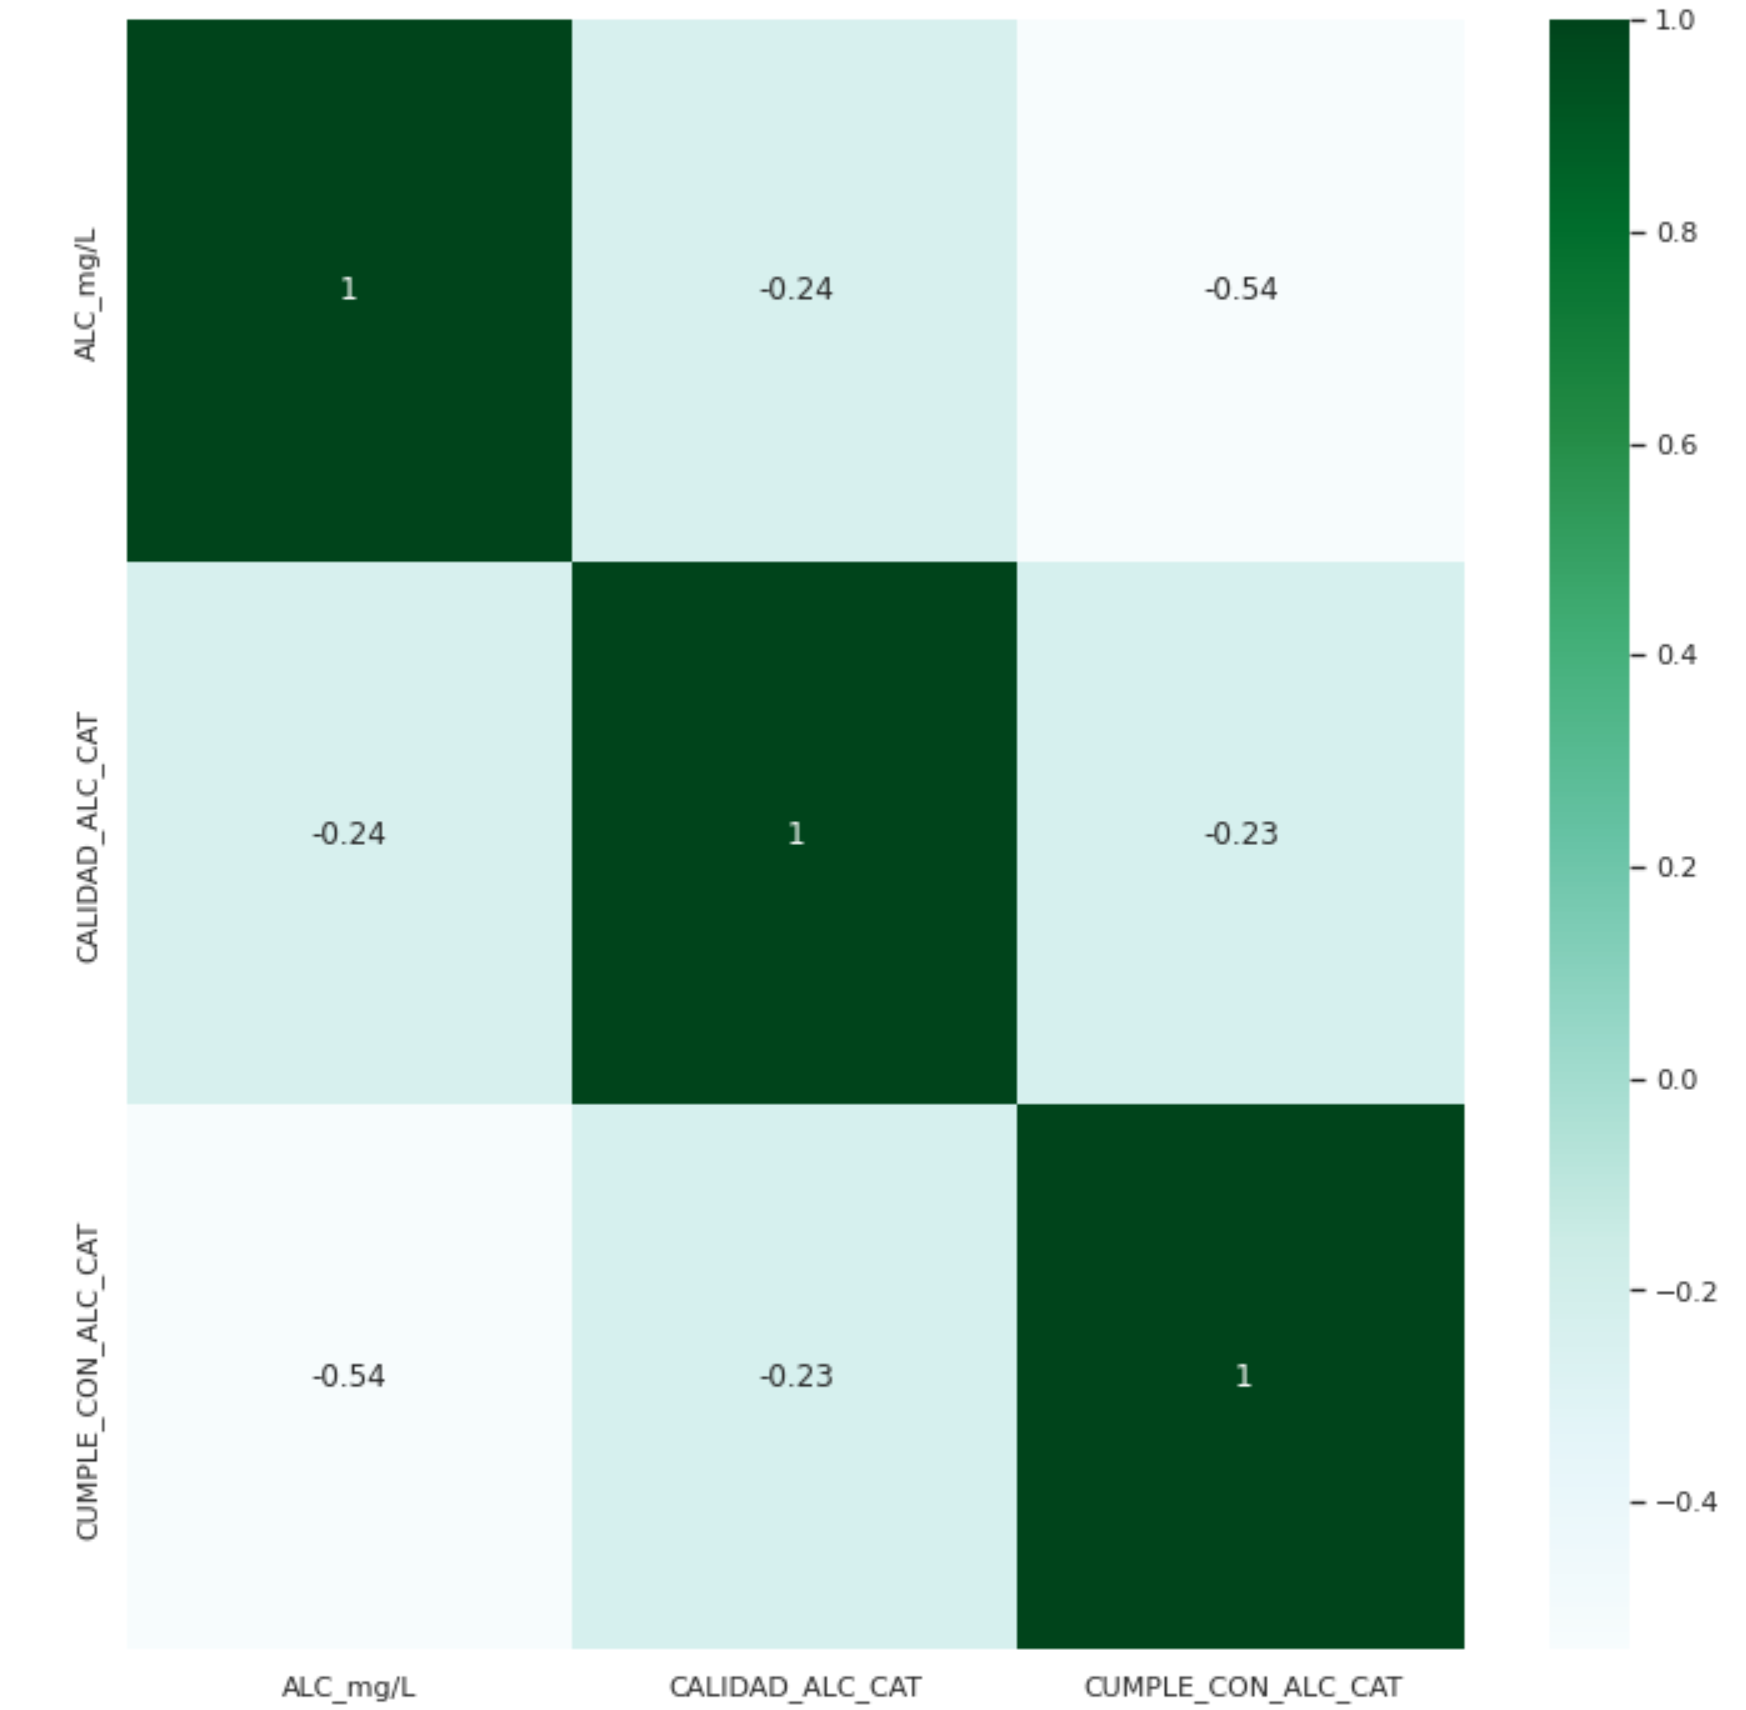 1.0
ALC_mg/L
1
-0.24
-0.54
0.8
0.6
0.4
CALIDAD_ALC_CAT
-0.24
1
-0.23
0.2
0.0
CUMPLE_CON_ALC_CAT
-0.54
-0.23
1
−0.2
−0.4
ALC_mg/L
CALIDAD_ALC_CAT
CUMPLE_CON_ALC_CAT